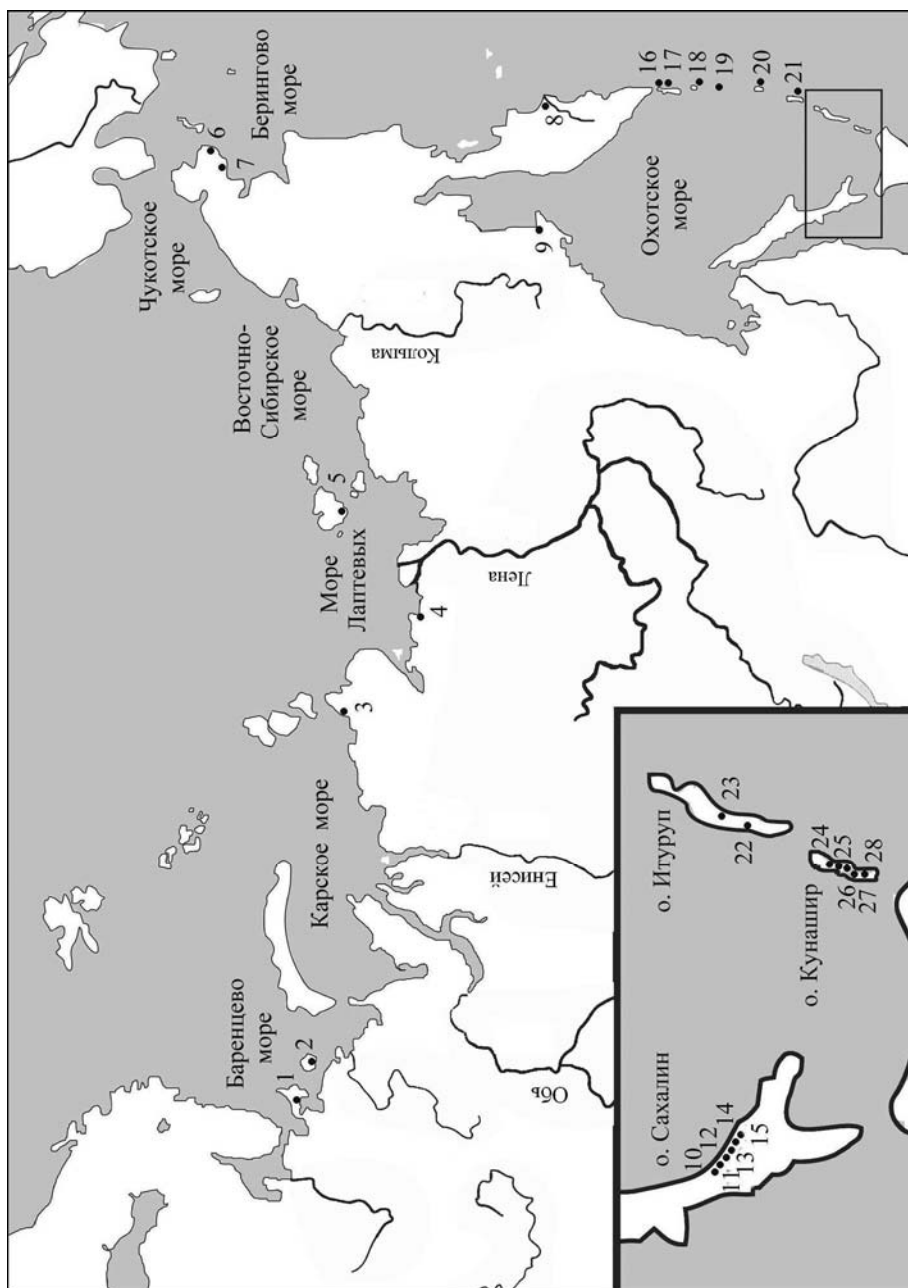 Баренцево
море
1
2
Карское море
3
Море
Лаптевых
4
5
Восточно-
Сибирское
море
Чукотское
море
6
7
Берингово
море
8
9
Охотское
море
16
17
18
19
20
21
Обь
Енисей
Лена
Колыма
о. Сахалин
10
12
14
11
13
15
о. Итуруп
23
22
о. Кунашир
24
25
26
27
28